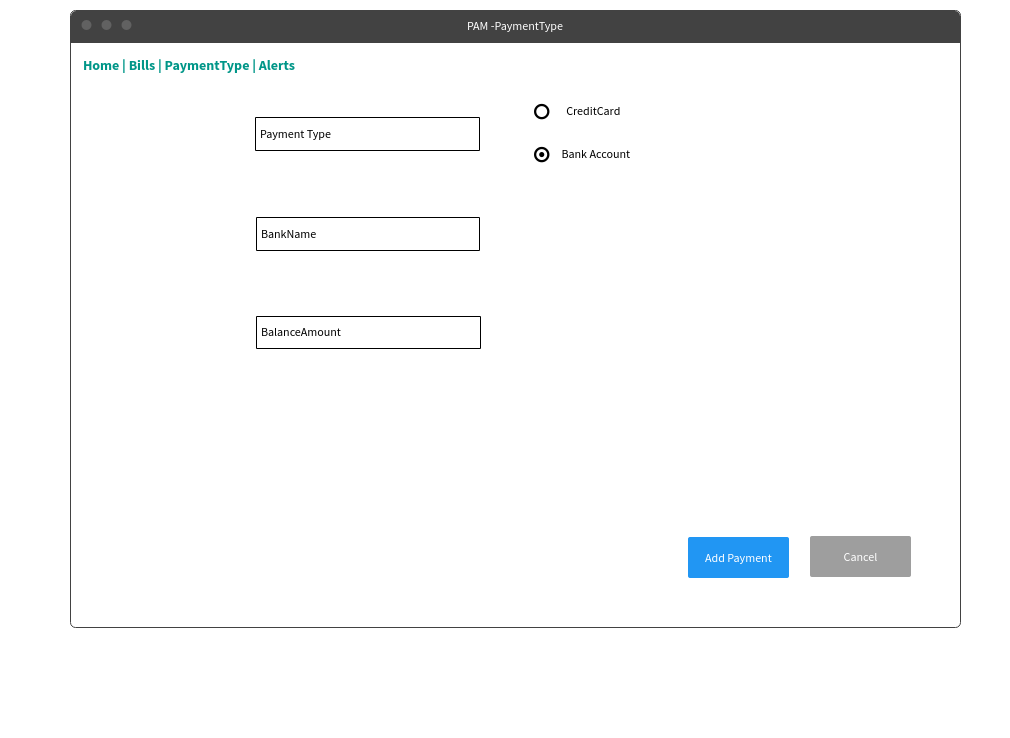 PAM -PaymentType
Home | Bills | PaymentType | Alerts
CreditCard
Payment Type
Bank Account
BankName
BalanceAmount
Add Payment
Cancel